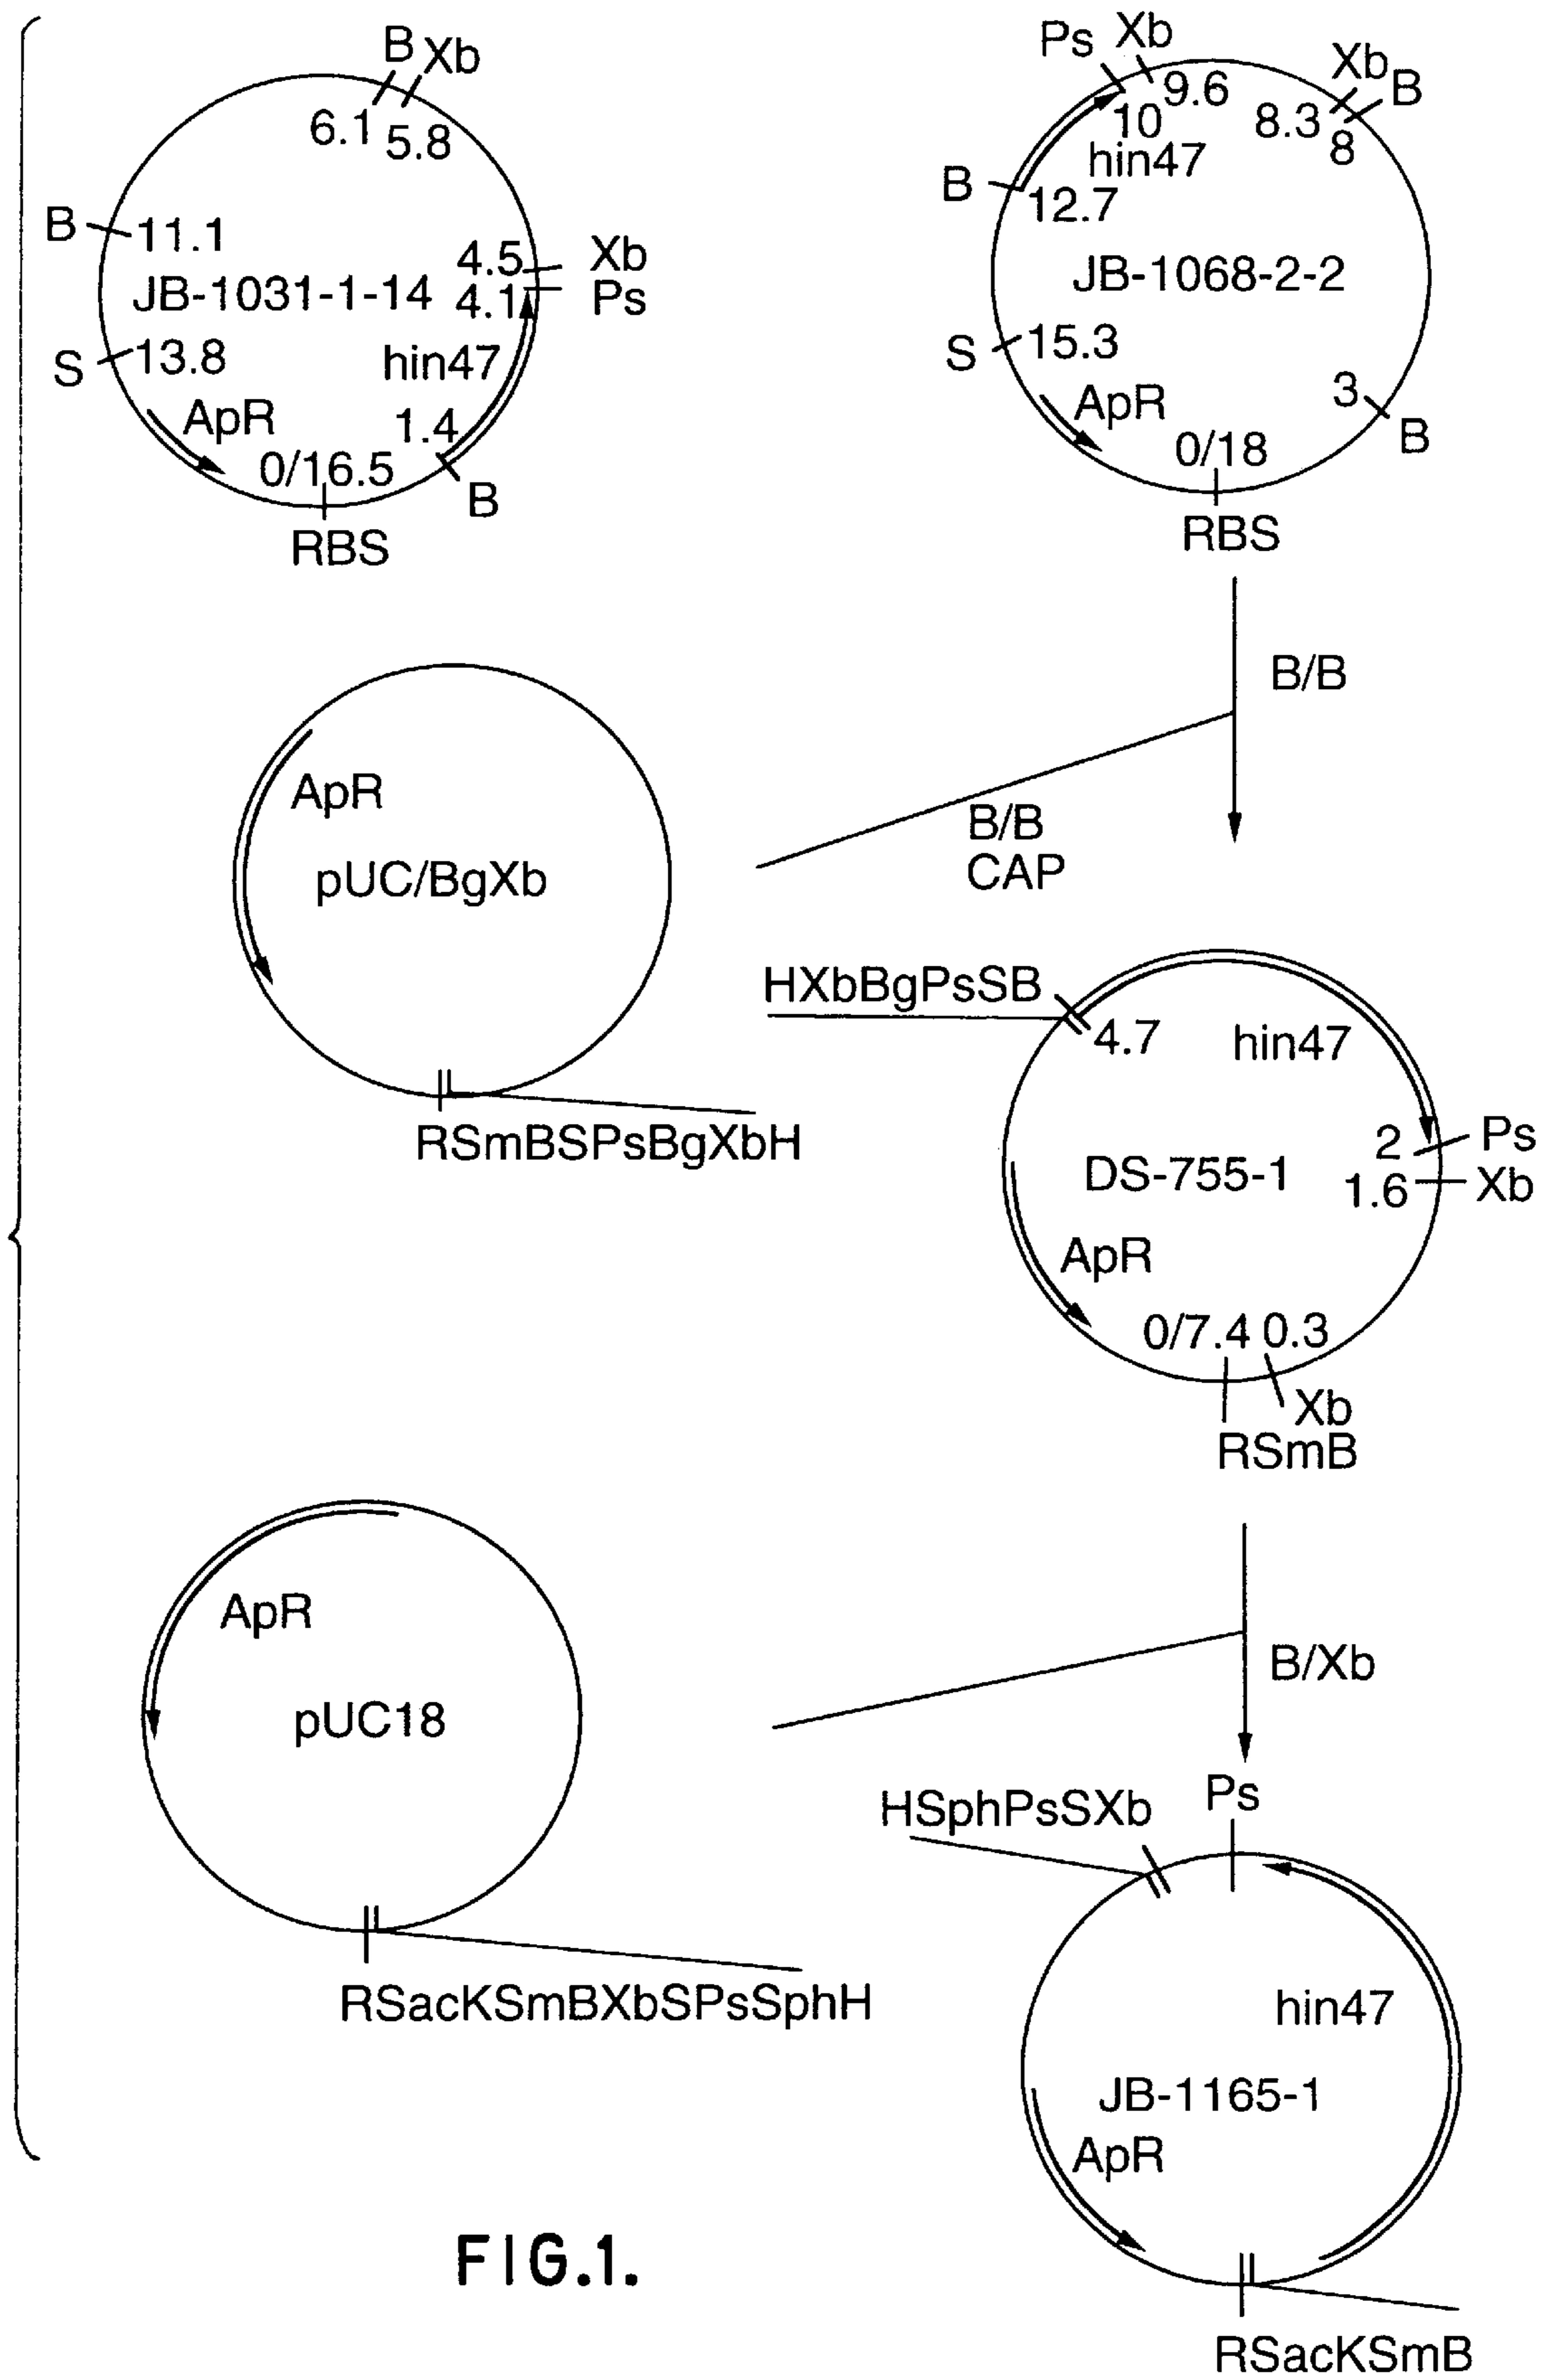 B Xb
6.1 5.8
B 11.1
4.5 Xb
JB-1031-1-14 4.1 Ps
S 13.8
hin47
ApR
1.4
0/16.5
B
RBS
Ps Xb
9.6
Xb B
10
8.3
8
hin47
B
12.7
JB-1068-2-2
S 15.3
ApR
3
B
0/18
RBS
B/B
ApR
pUC/BgXb
B/B
CAP
RSmBSPsBgXbH
HXbBgPsSB
4.7
hin47
2 Ps
DS-755-1
1.6 Xb
ApR
0/7.4 0.3
Xb
RSmB
ApR
pUC18
B/Xb
RSacKSmBXbSPsSphH
Ps
HSphPsSXb
hin47
JB-1165-1
ApR
RSacKSmB
FIG.1.